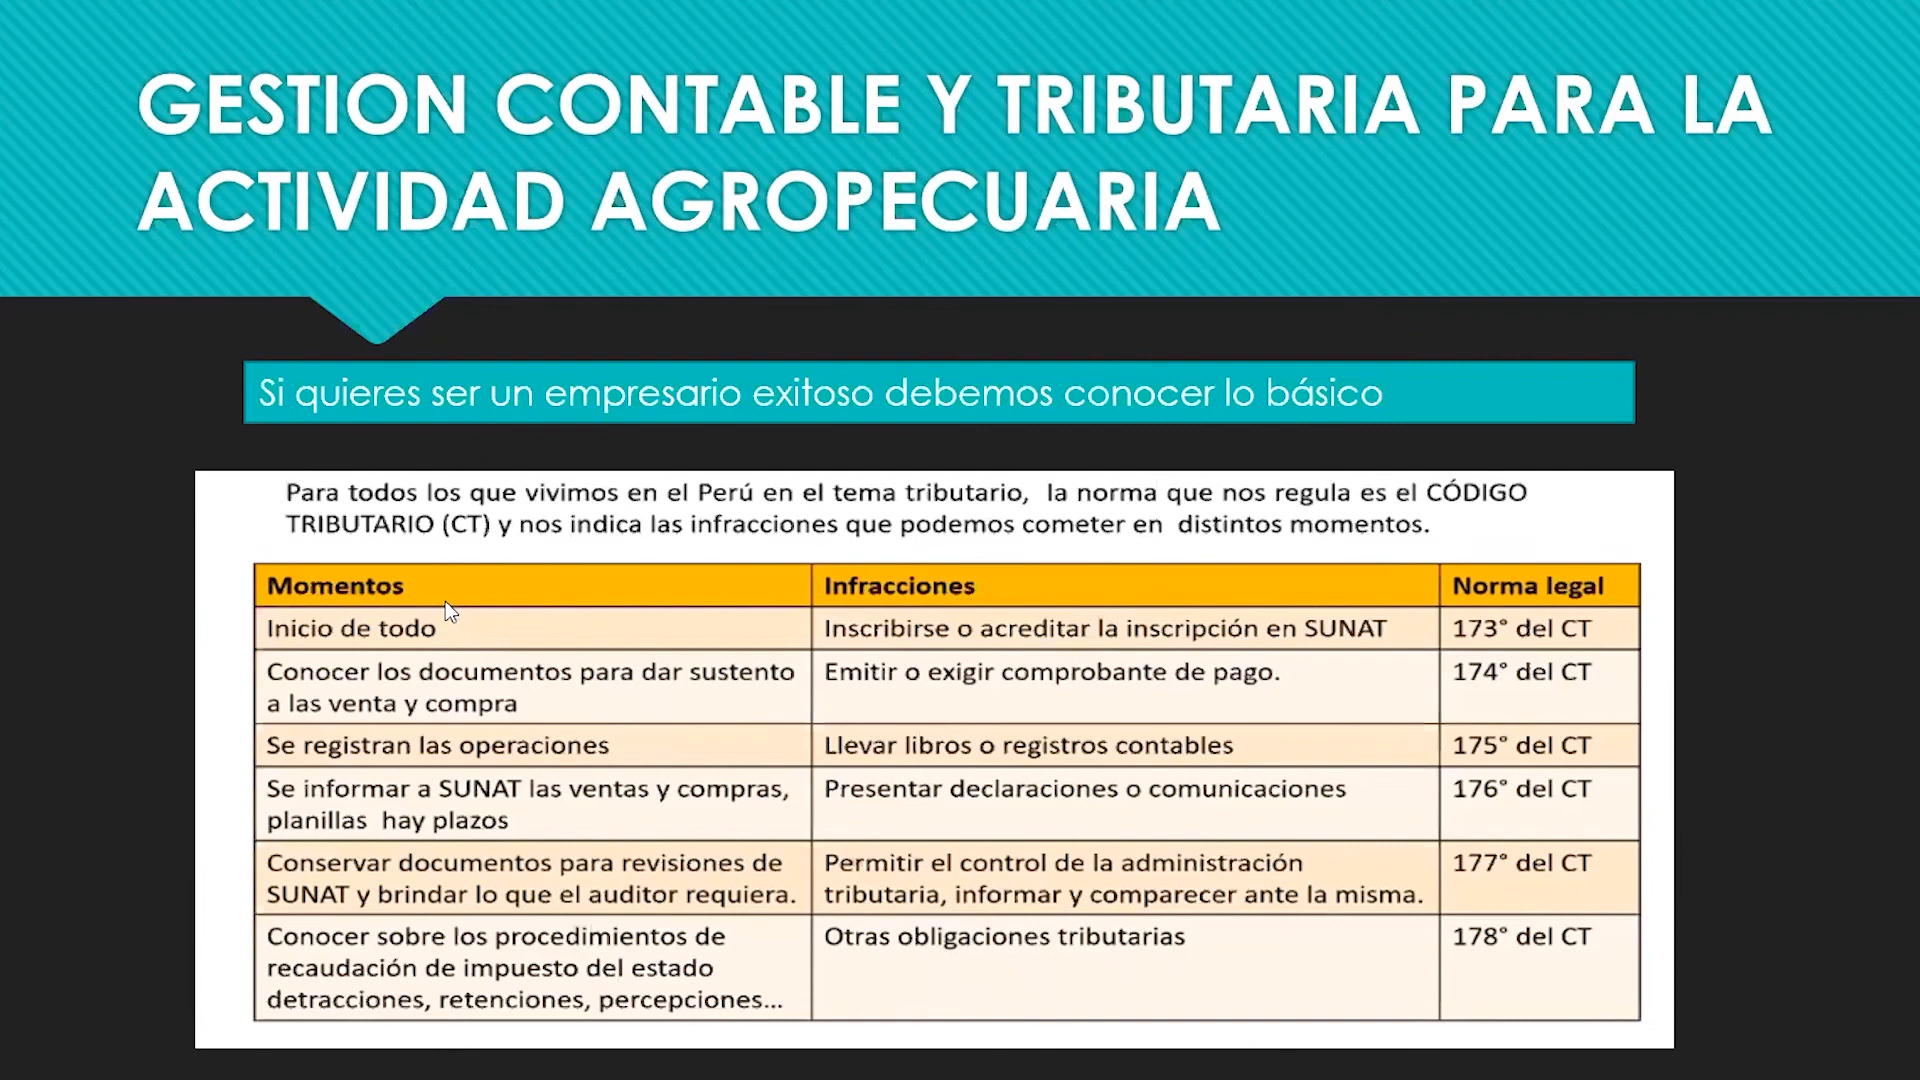 GESTION CONTABLE Y TRIBUTARIA PARA LA
ACTIVIDAD AGROPECUARIA
Si quieres ser un empresario exitoso debemos conocer lo básico
Para todos los que vivimos en el Perú en el tema tributario, la norma que nos regula es el CÓDIGO
TRIBUTARIO (CT) y nos indica las infracciones que podemos cometer en distintos momentos.
Momentos Infracciones Norma legal
Inicio de todo Inscribirse o acreditar la inscripción en SUNAT 173° del CT
Conocer los documentos para dar sustento Emitir o exigir comprobante de pago. 174° del CT
a las venta y compra
Se registran las operaciones Llevar libros o registros contables 175° del CT
Se informar a SUNAT las ventas y compras, Presentar declaraciones o comunicaciones 176° del CT
planillas hay plazos
Conservar documentos para revisiones de Permitir el control de la administración 177° del CT
SUNAT y brindar lo que el auditor requiera. tributaria, informar y comparecer ante la misma.
Conocer sobre los procedimientos de Otras obligaciones tributarias 178° del CT
recaudación de impuesto del estado
detracciones, retenciones, percepciones...